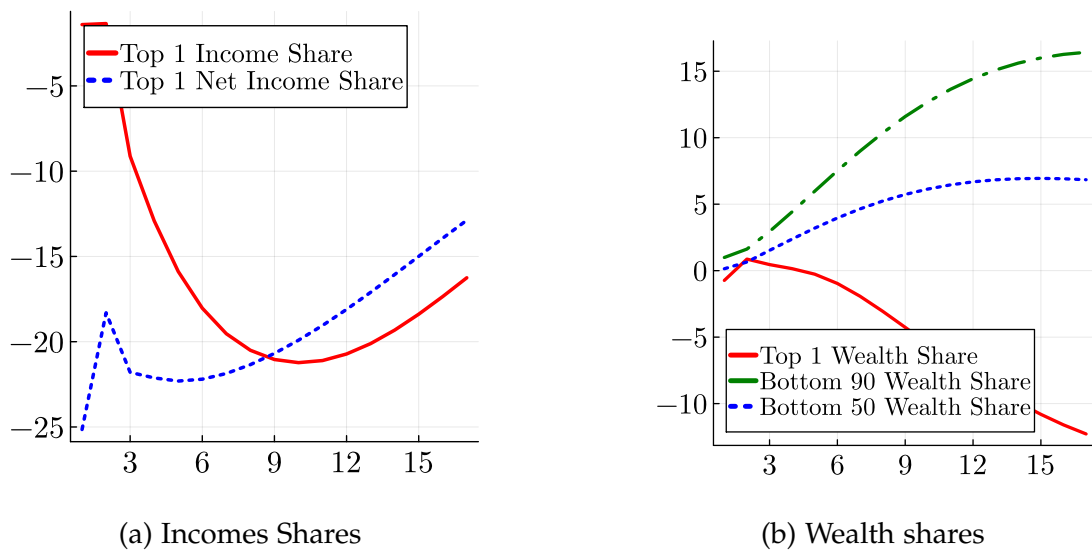 Top 1 Income Share
Top 1 Net Income Share
−5
−10
−15
−20
−25
3 6 9 12 15
(a) Incomes Shares
15
10
5
0
−5
−10
Top 1 Wealth Share
Bottom 90 Wealth Share
Bottom 50 Wealth Share
3 6 9 12 15
(b) Wealth shares